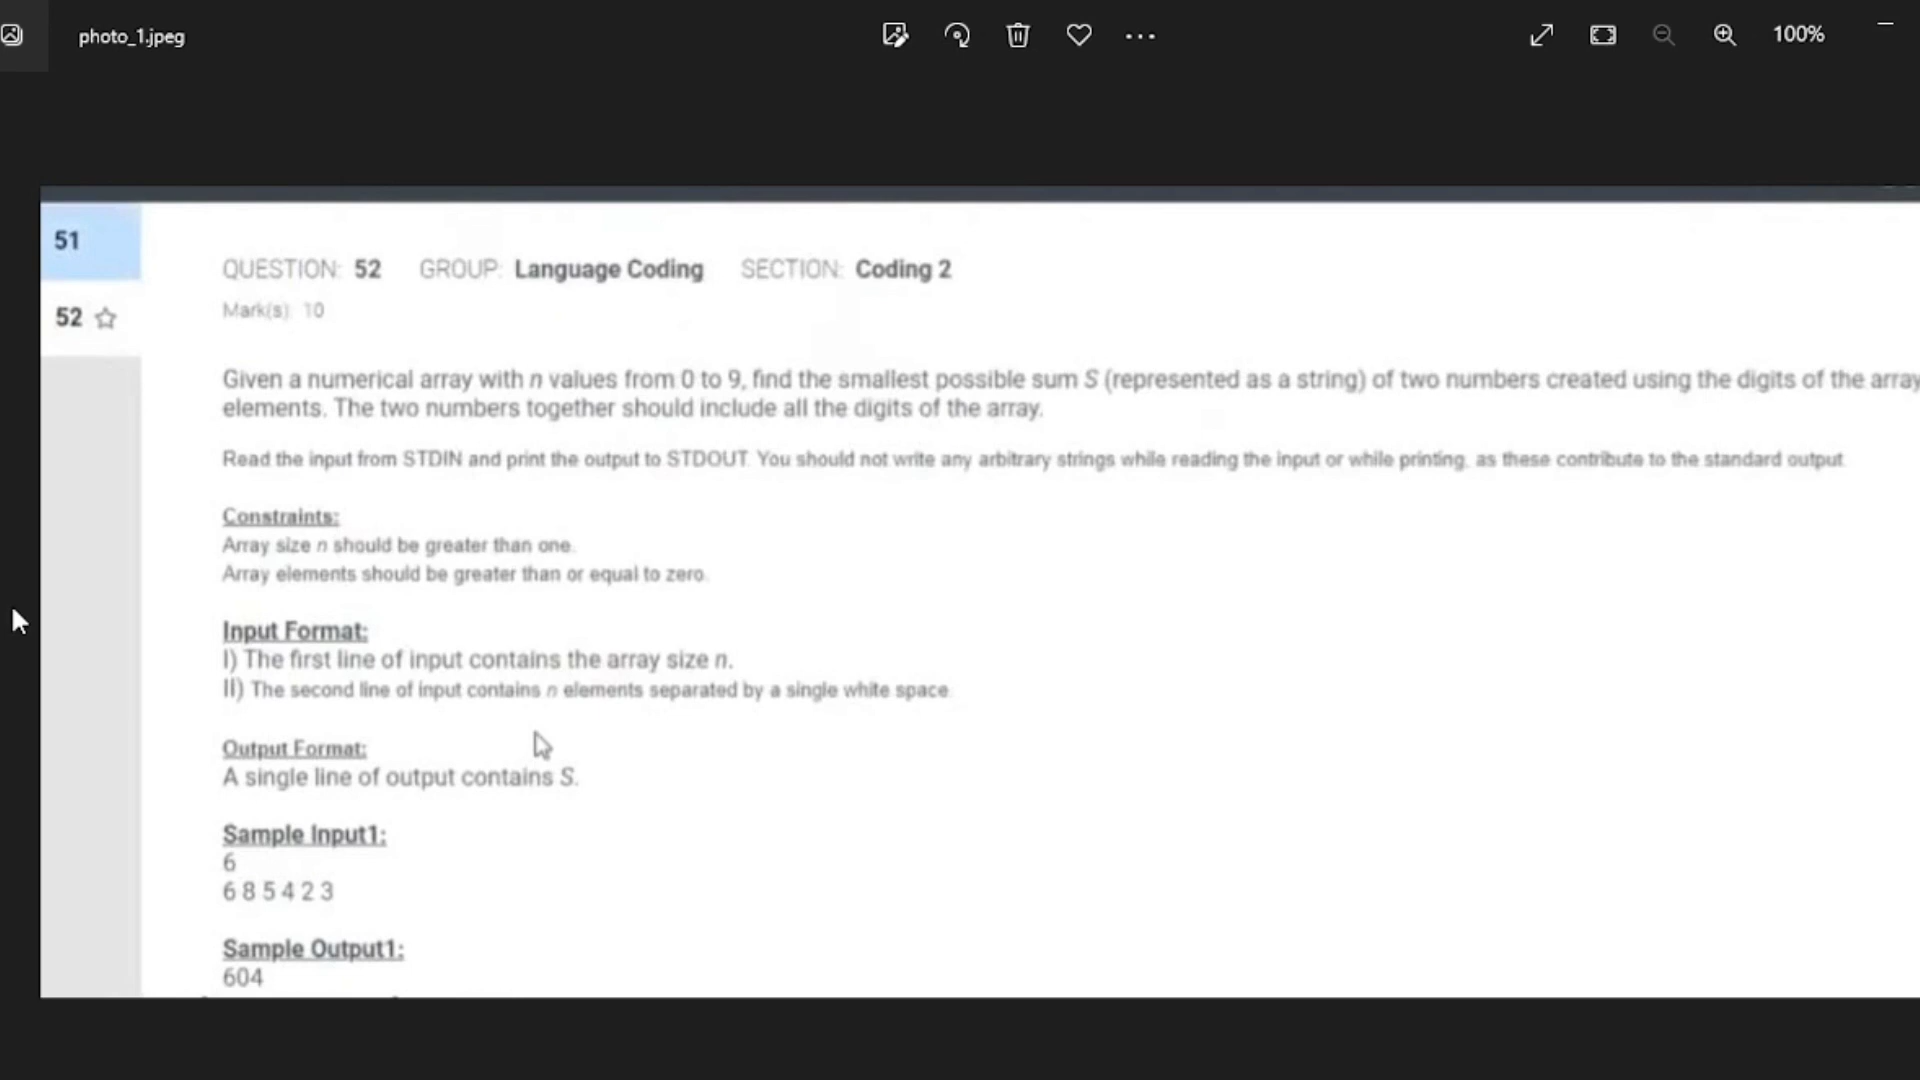 photo_1.jpeg
100%
51
52
QUESTION: 52 GROUP: Language Coding SECTION: Coding 2
Mark(s): 10
Given a numerical array with n values from 0 to 9, find the smallest possible sum S (represented as a string) of two numbers created using the digits of the array
elements. The two numbers together should include all the digits of the array.
Read the input from STDIN and print the output to STDOUT. You should not write any arbitrary strings while reading the input or while printing, as these contribute to the standard output.
Constraints:
Array size n should be greater than one.
Array elements should be greater than or equal to zero.
Input Format:
I) The first line of input contains the array size n.
II) The second line of input contains n elements separated by a single white space.
Output Format:
A single line of output contains S.
Sample Input1:
6
6 8 5 4 2 3
Sample Output1:
604